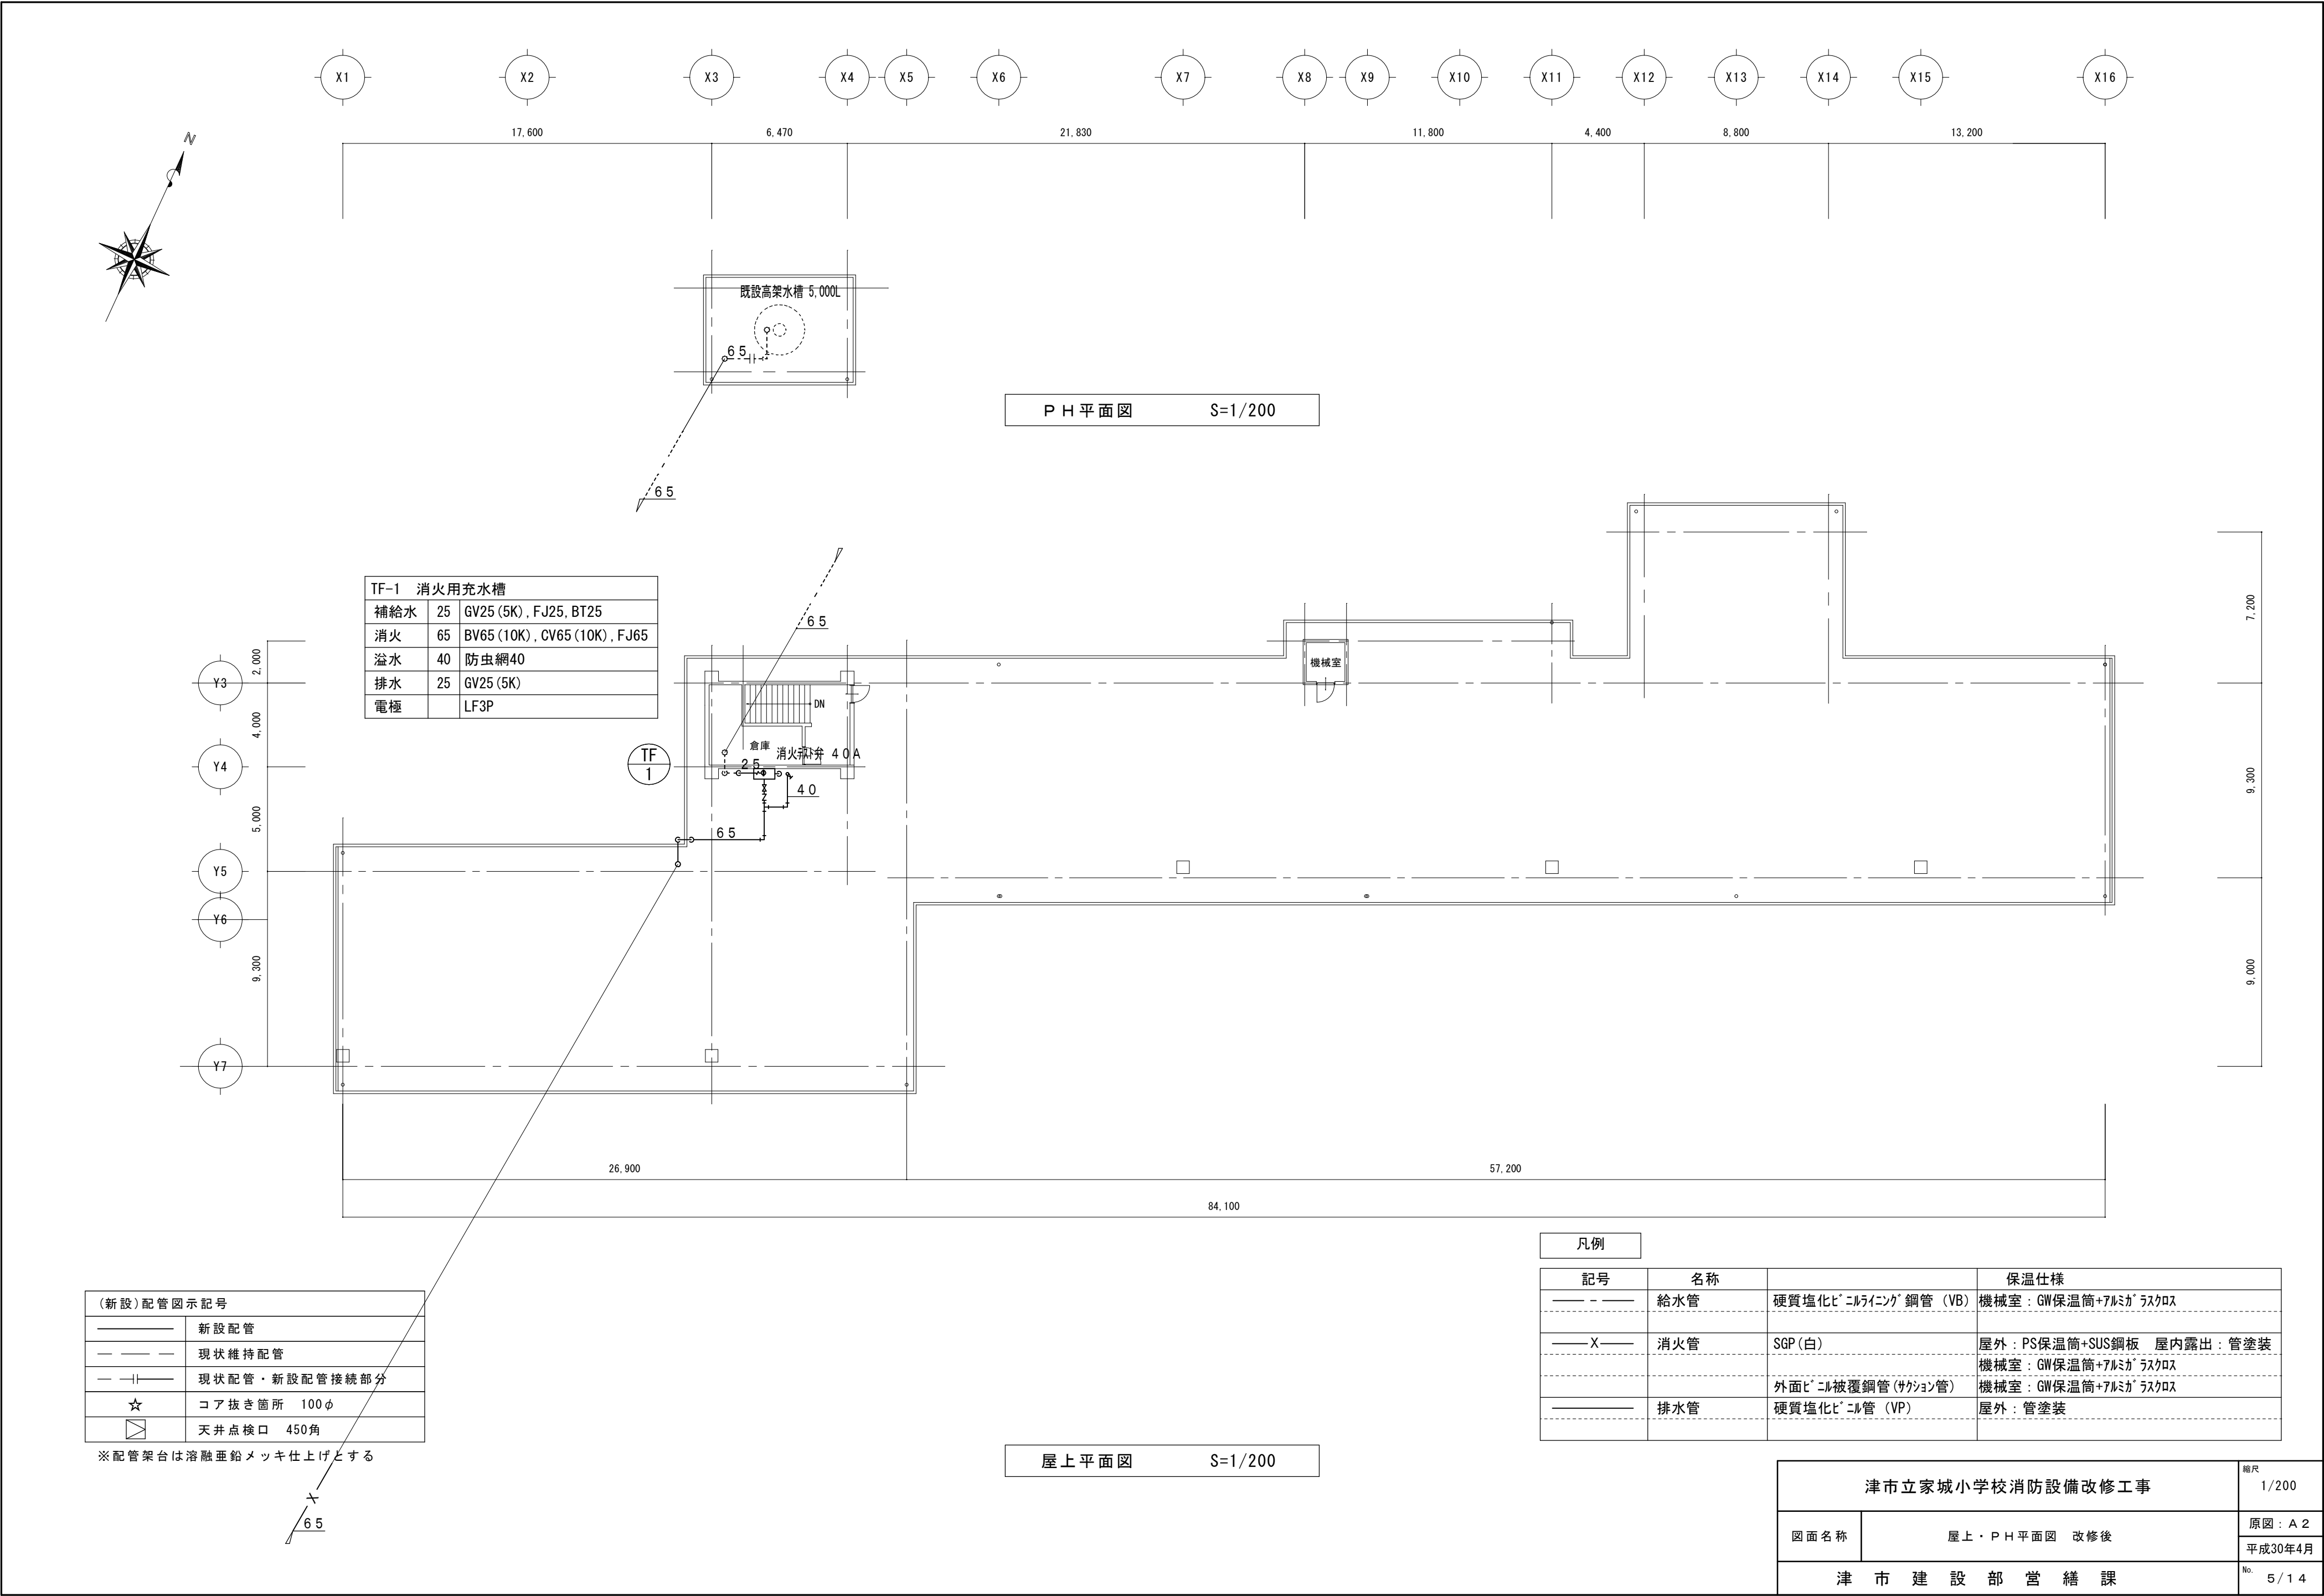 X1 X2 X3 X4 X5 X6 X7 X8 X9 X10 X11 X12 X13 X14 X15 X16
17,600 6,470 21,830 11,800 4,400 8,800 13,200
N
既設高架水槽 5,000L
65
PH平面図 S=1/200
65
TF-1 消火用充水槽
補給水 25 GV25(5K),FJ25,BT25
消火 65 BV65(10K),CV65(10K),FJ65
溢水 40 防虫網40
排水 25 GV25(5K)
電極 LF3P
65
機械室
DN
倉庫
消火ﾃｽﾄ弁 40A
TF
1
25
40
65
Y3
Y4
Y5
Y6
Y7
2,000
4,000
5,000
9,300
7,200
9,300
9,000
26,900 57,200
84,100
(新設)配管図示記号
新設配管
現状維持配管
現状配管・新設配管接続部分
☆ コア抜き箇所 100φ
天井点検口 450角
※配管架台は溶融亜鉛メッキ仕上げとする
X
65
屋上平面図 S=1/200
凡例
記号 名称 保温仕様
給水管 硬質塩化ﾋﾞﾆﾙﾗｲﾆﾝｸﾞ鋼管 (VB) 機械室：GW保温筒+ｱﾙﾐｶﾞﾗｽｸﾛｽ
X 消火管 SGP(白) 屋外：PS保温筒+SUS鋼板 屋内露出：管塗装
機械室：GW保温筒+ｱﾙﾐｶﾞﾗｽｸﾛｽ
外面ﾋﾞﾆﾙ被覆鋼管(ｻｸｼｮﾝ管) 機械室：GW保温筒+ｱﾙﾐｶﾞﾗｽｸﾛｽ
排水管 硬質塩化ﾋﾞﾆﾙ管 (VP) 屋外：管塗装
津市立家城小学校消防設備改修工事
縮尺
1/200
図面名称 屋上・PH平面図 改修後
原図：A2
平成30年4月
津市建設部営繕課
No. 5/14